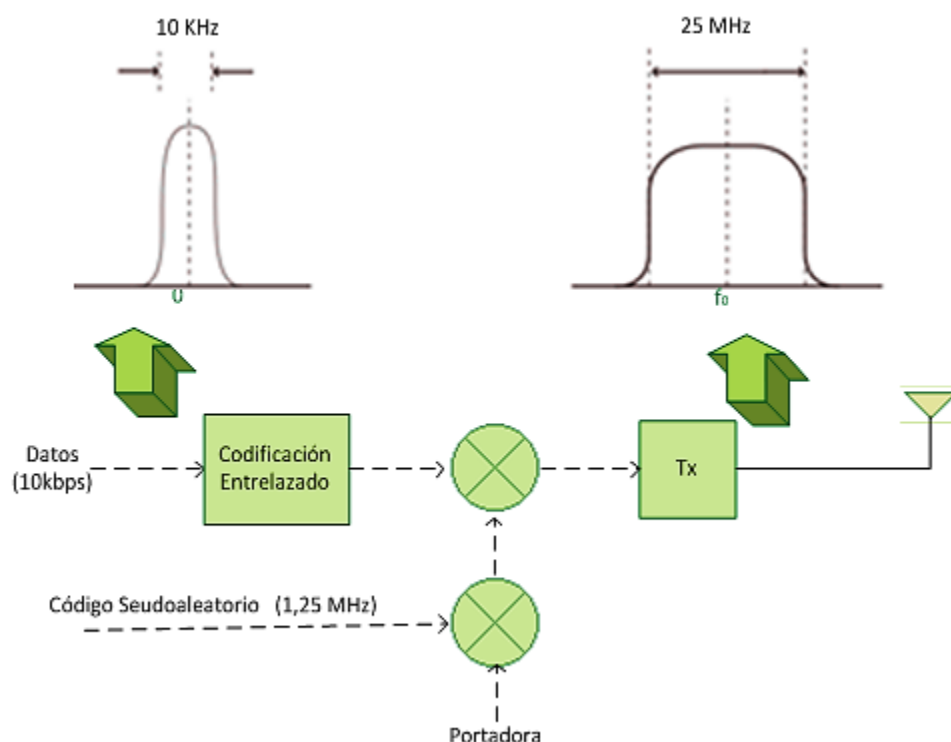 10 KHz
25 MHz
0
f₀
Datos
(10kbps)
Codificación
Entrelazado
Tx
Código Seudoaleatorio (1,25 MHz)
Portadora